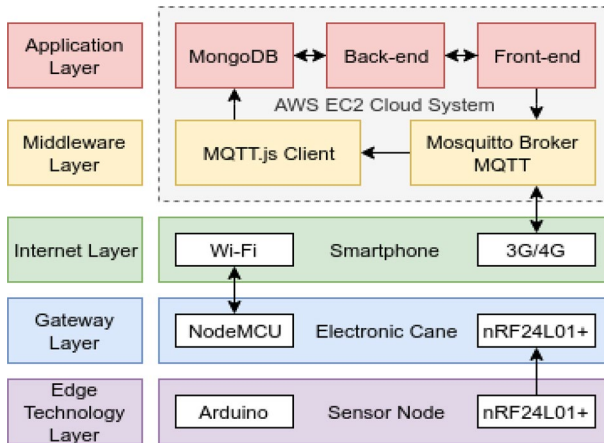 Application
Layer
MongoDB
Back-end
Front-end
AWS EC2 Cloud System
Middleware
Layer
MQTT.js Client
Mosquitto Broker
MQTT
Internet Layer
Wi-Fi
Smartphone
3G/4G
Gateway
Layer
NodeMCU
Electronic Cane
nRF24L01+
Edge
Technology
Layer
Arduino
Sensor Node
nRF24L01+